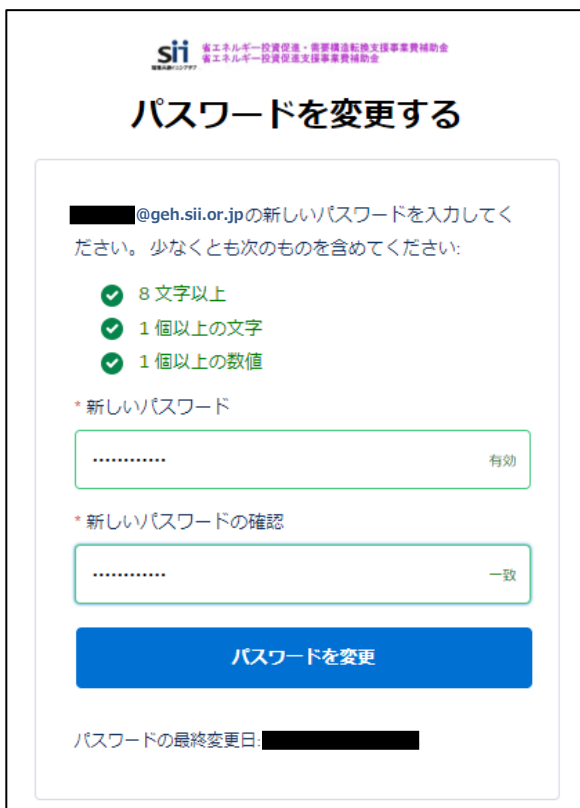 sii 省エネルギー投資促進・需要構造転換支援事業費補助金
省エネルギー投資促進支援事業費補助金
パスワードを変更する
@geh.sii.or.jpの新しいパスワードを入力してく
ださい。 少なくとも次のものを含めてください:
8 文字以上
1 個以上の文字
1 個以上の数値
* 新しいパスワード
............ 有効
* 新しいパスワードの確認
............ 一致
パスワードを変更
パスワードの最終変更日: